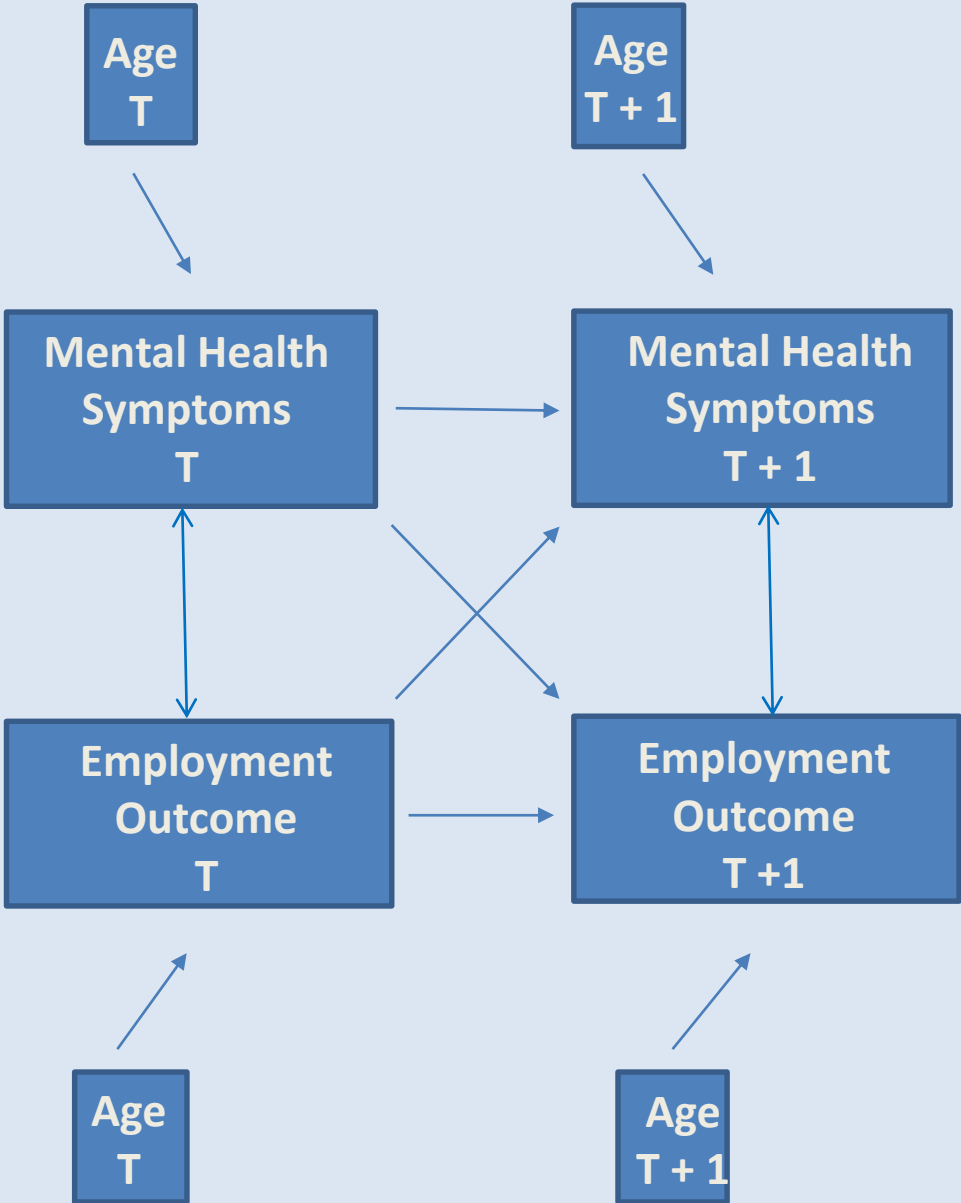 Age
T
Age
T + 1
Mental Health
Symptoms
T
Mental Health
Symptoms
T + 1
Employment
Outcome
T
Employment
Outcome
T +1
Age
T
Age
T + 1